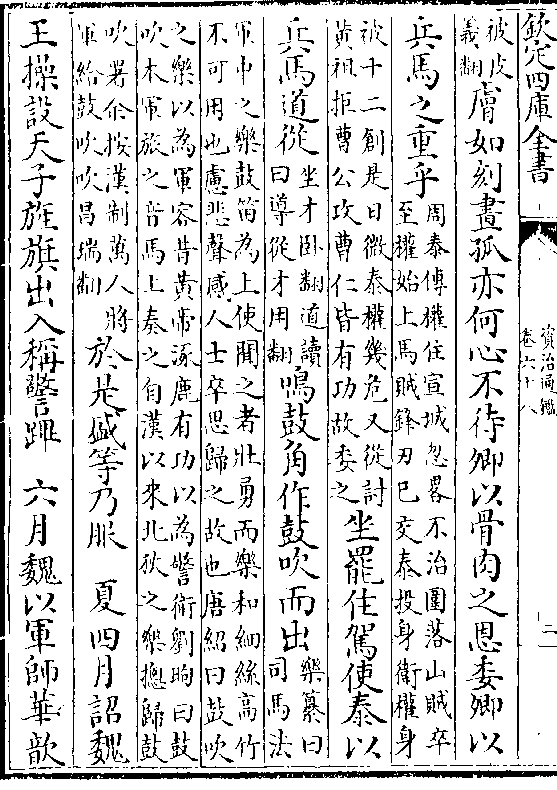 欽定四庫全書
資治通鑑
卷六十八
二
被皮
義翻
膚如刻畫孤亦何心不待卿以骨肉之恩委卿以
兵馬之重乎
周泰傳權住宣城忽畧不治圍落山賊卒
至權始上馬賊鋒刃已交泰投身衛權身
被十二創是日微泰權幾危又從討
黄祖拒曹公攻曹仁皆有功故委之
坐罷住駕使泰以
兵馬道從
坐才卧翻道讀
曰導從才用翻
鳴鼓角作鼓吹而出
樂纂曰
司馬法
軍中之樂鼓笛為上使聞之者壯勇而樂和細絲高竹
不可用也慮悲聲感人士卒思歸之故也唐紹曰鼓吹
之樂以為軍容昔黄帝涿鹿有功以為警衛劉昫曰鼓
吹本軍旅之音馬上奏之自漢以來北狄之樂摠歸鼓
吹署余按漢制萬人將
軍給鼓吹吹昌瑞翻
於是盛等乃服 夏四月詔魏
王操設天子旌旗出入稱警蹕 六月魏以軍師華歆